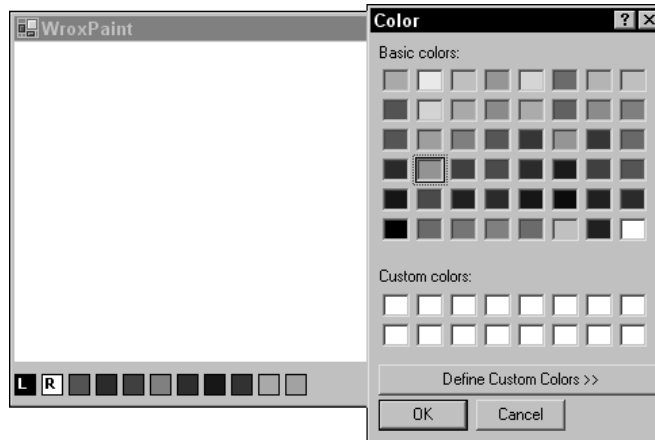 WroxPaint
L R
Color
? ×
Basic colors:
Custom colors:
Define Custom Colors >>
OK Cancel